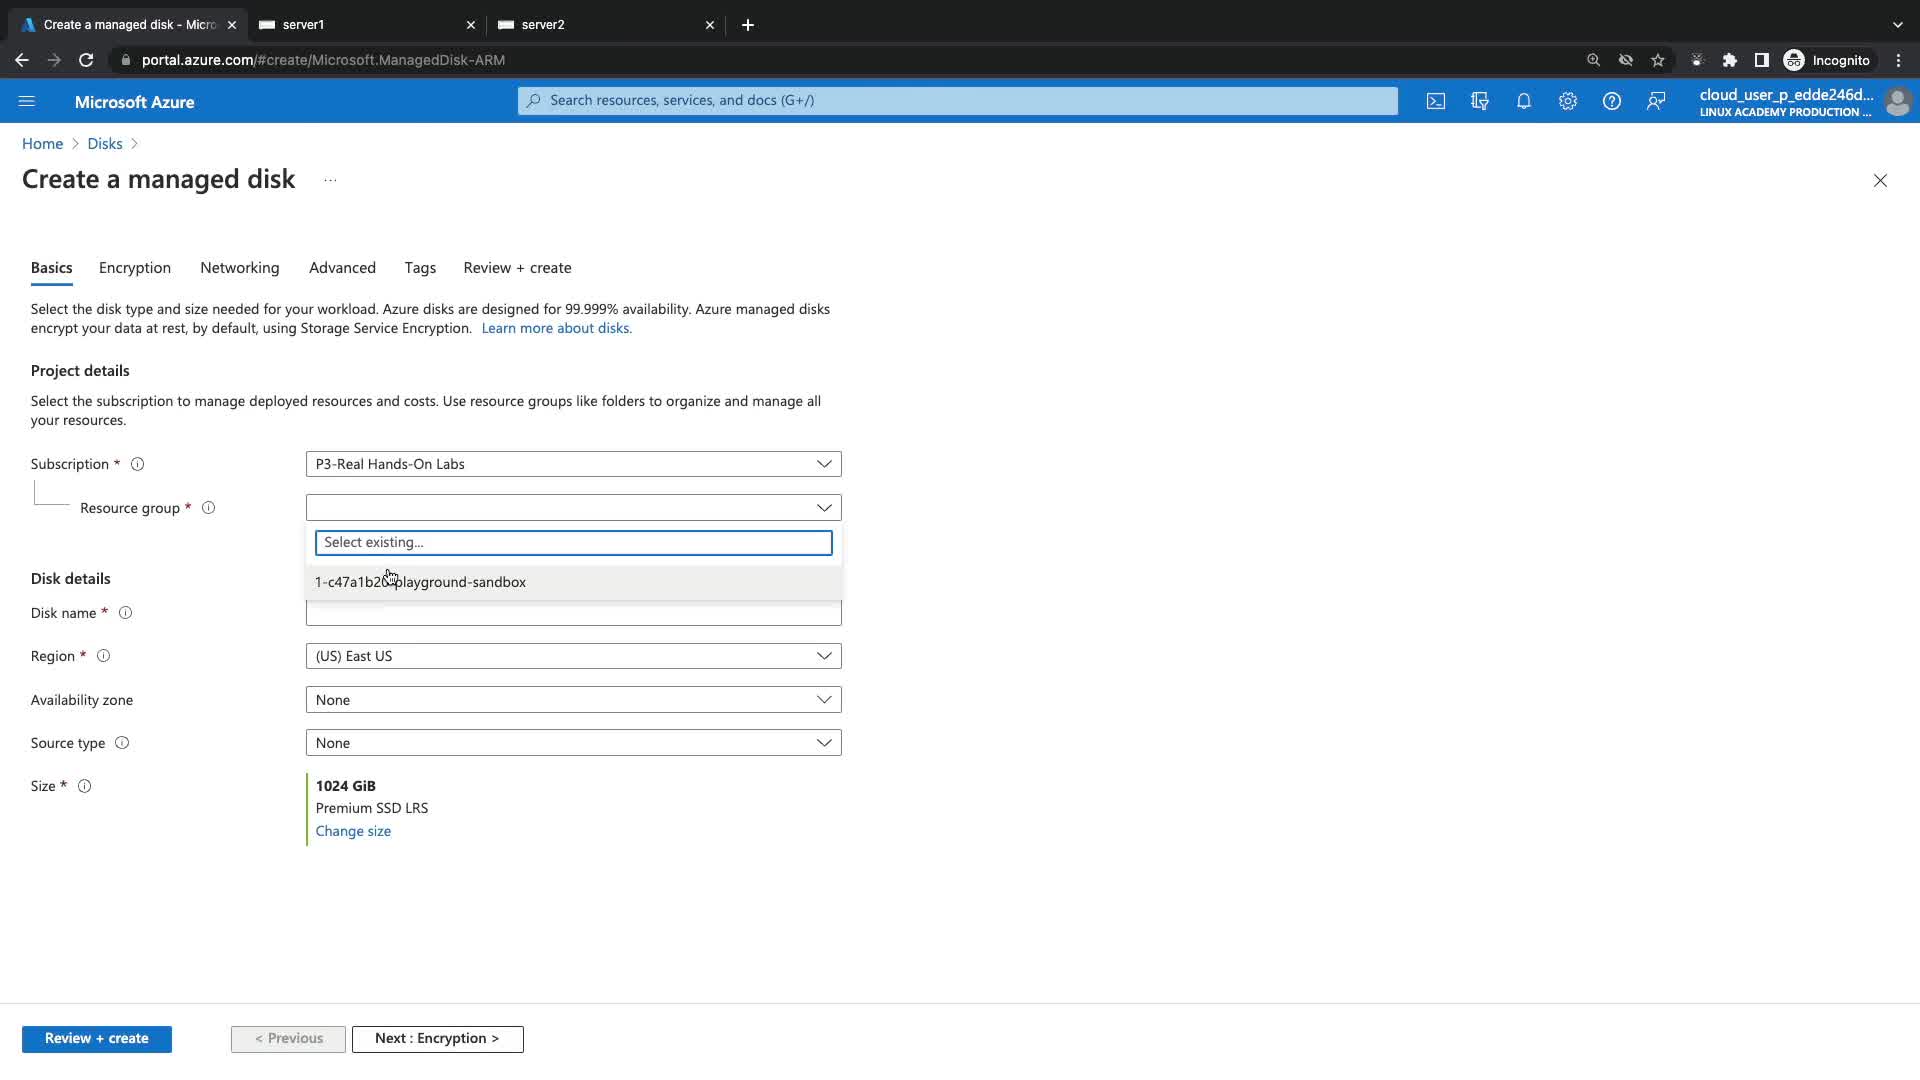 Create a managed disk - Micro
server1
server2
portal.azure.com/#create/Microsoft.ManagedDisk-ARM
Incognito
Microsoft Azure
Search resources, services, and docs (G+/)
cloud_user_p_edde246d...
LINUX ACADEMY PRODUCTION ...
Home > Disks >
Create a managed disk ...
Basics Encryption Networking Advanced Tags Review + create
Select the disk type and size needed for your workload. Azure disks are designed for 99.999% availability. Azure managed disks
encrypt your data at rest, by default, using Storage Service Encryption. Learn more about disks.
Project details
Select the subscription to manage deployed resources and costs. Use resource groups like folders to organize and manage all
your resources.
Subscription *
P3-Real Hands-On Labs
Resource group *
Select existing...
1-c47a1b20-playground-sandbox
Disk details
Disk name *
Region *
(US) East US
Availability zone
None
Source type
None
Size *
1024 GiB
Premium SSD LRS
Change size
Review + create
< Previous
Next : Encryption >